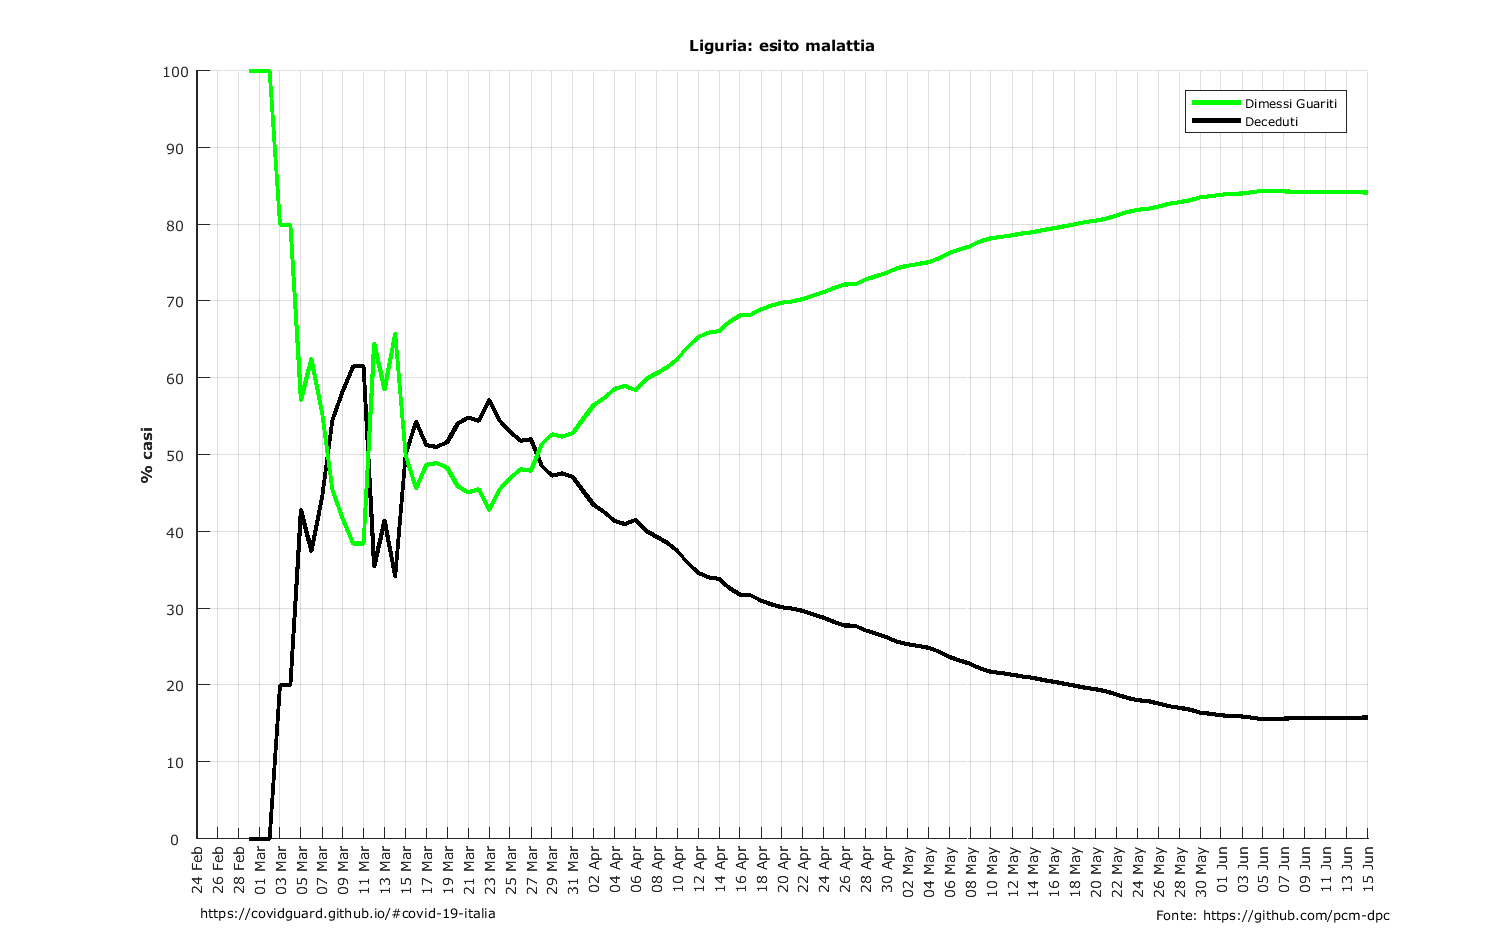 Liguria: esito malattia
100
90
80
70
60
50
40
30
20
10
0
% casi
Dimessi Guariti
Deceduti
24 Feb
26 Feb
28 Feb
01 Mar
03 Mar
05 Mar
07 Mar
09 Mar
11 Mar
13 Mar
15 Mar
17 Mar
19 Mar
21 Mar
23 Mar
25 Mar
27 Mar
29 Mar
31 Mar
02 Apr
04 Apr
06 Apr
08 Apr
10 Apr
12 Apr
14 Apr
16 Apr
18 Apr
20 Apr
22 Apr
24 Apr
26 Apr
28 Apr
30 Apr
02 May
04 May
06 May
08 May
10 May
12 May
14 May
16 May
18 May
20 May
22 May
24 May
26 May
28 May
30 May
01 Jun
03 Jun
05 Jun
07 Jun
09 Jun
11 Jun
13 Jun
15 Jun
https://covidguard.github.io/#covid-19-italia
Fonte: https://github.com/pcm-dpc